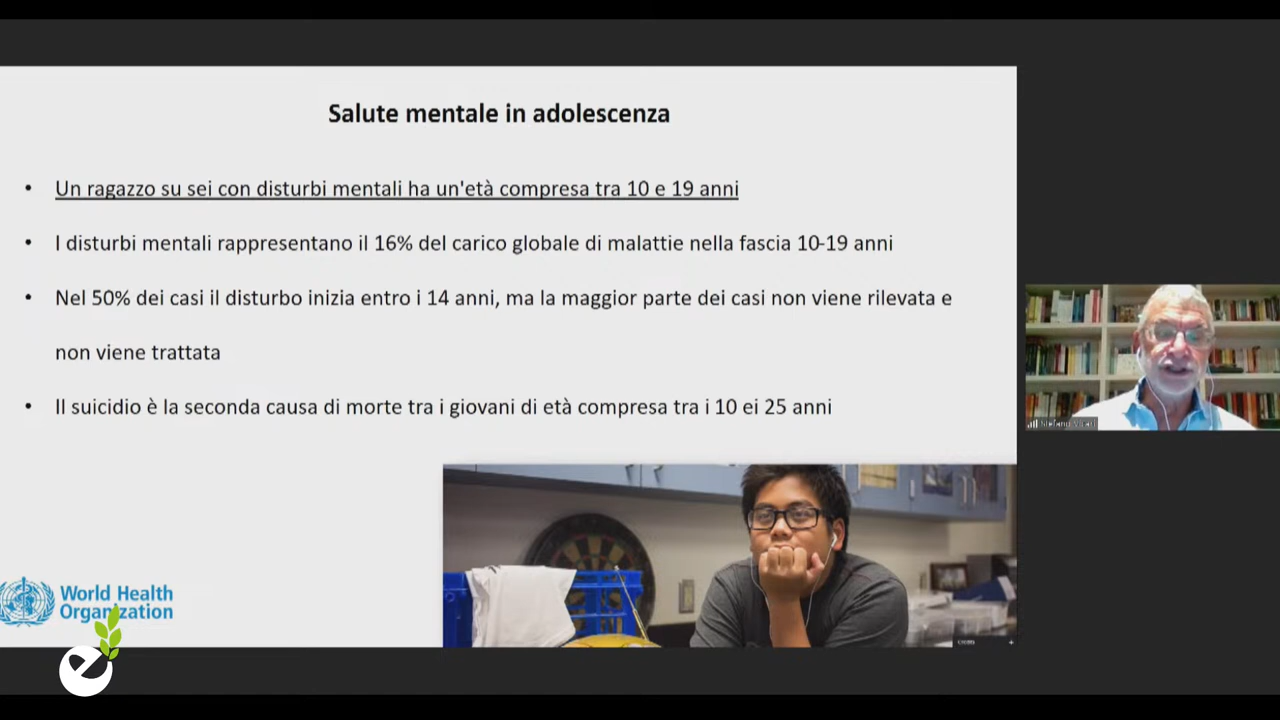 Salute mentale in adolescenza
• Un ragazzo su sei con disturbi mentali ha un'età compresa tra 10 e 19 anni
• I disturbi mentali rappresentano il 16% del carico globale di malattie nella fascia 10-19 anni
• Nel 50% dei casi il disturbo inizia entro i 14 anni, ma la maggior parte dei casi non viene rilevata e
non viene trattata
• Il suicidio è la seconda causa di morte tra i giovani di età compresa tra i 10 ei 25 anni
World Health
Organization
Stefano